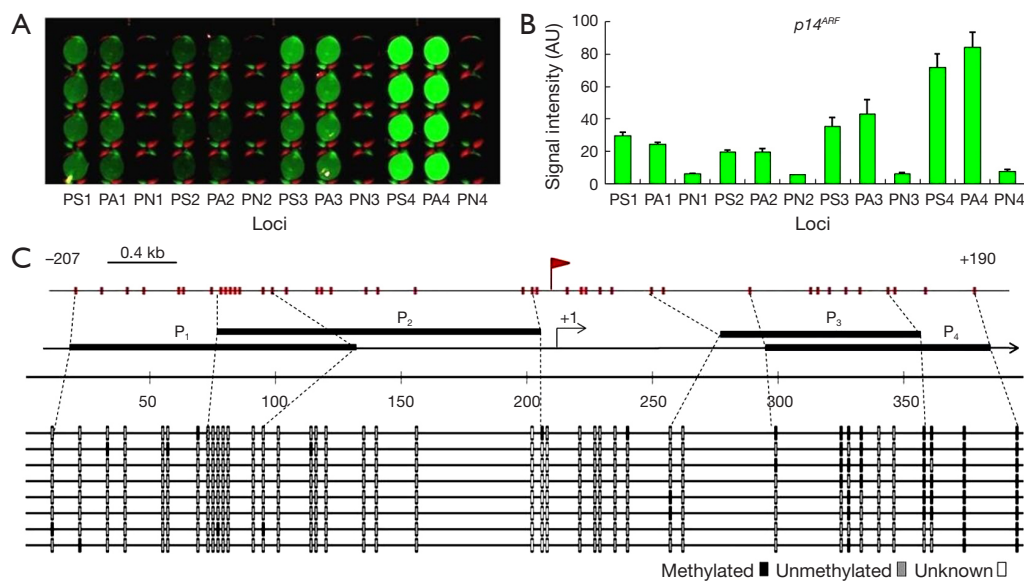 A
PS1 PA1 PN1 PS2 PA2 PN2 PS3 PA3 PN3 PS4 PA4 PN4
Loci
B
p14ARF
Signal intensity (AU)
100
80
60
40
20
0
PS1 PA1 PN1 PS2 PA2 PN2 PS3 PA3 PN3 PS4 PA4 PN4
Loci
C
−207 0.4 kb +190
P1 P2 +1 P3 P4
50 100 150 200 250 300 350
Methylated Unmethylated Unknown